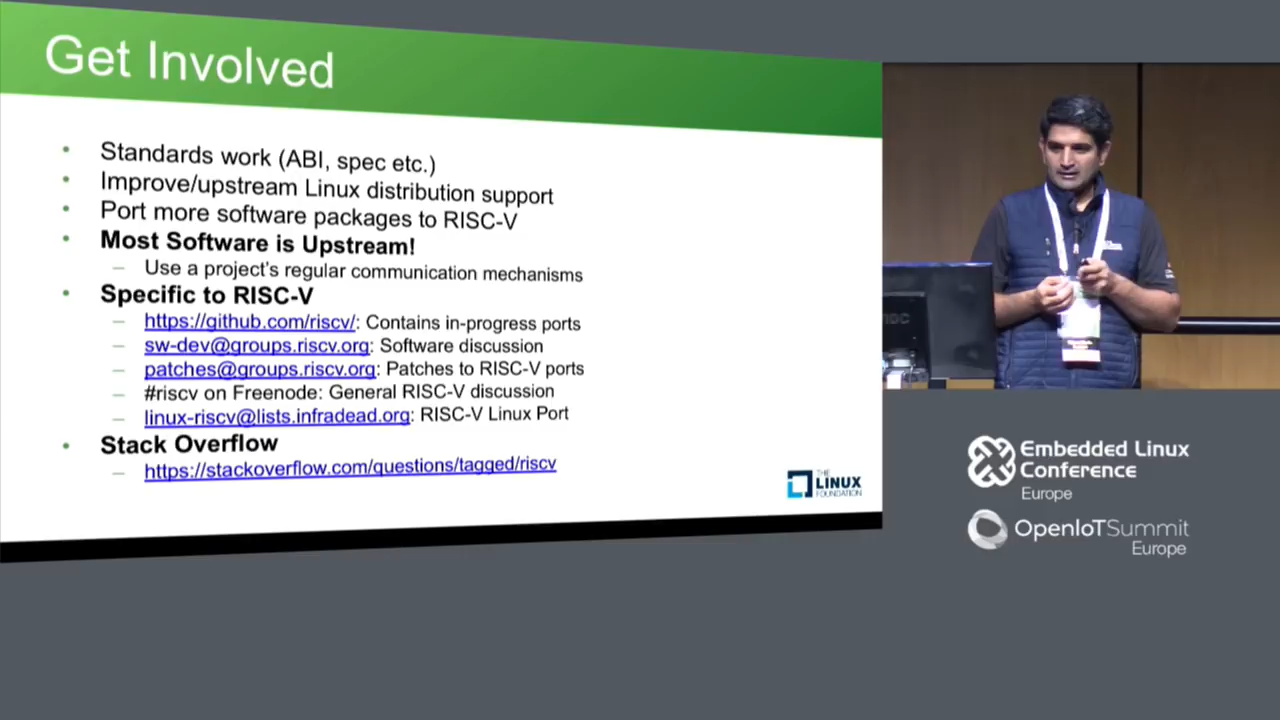 Get Involved
• Standards work (ABI, spec etc.)
• Improve/upstream Linux distribution support
• Port more software packages to RISC-V
• Most Software is Upstream!
– Use a project's regular communication mechanisms
• Specific to RISC-V
– https://github.com/riscv/: Contains in-progress ports
– sw-dev@groups.riscv.org: Software discussion
– patches@groups.riscv.org: Patches to RISC-V ports
– #riscv on Freenode: General RISC-V discussion
– linux-riscv@lists.infradead.org: RISC-V Linux Port
• Stack Overflow
– https://stackoverflow.com/questions/tagged/riscv
THE
LINUX
FOUNDATION
Embedded Linux
Conference
Europe
OpenIoTSummit
Europe